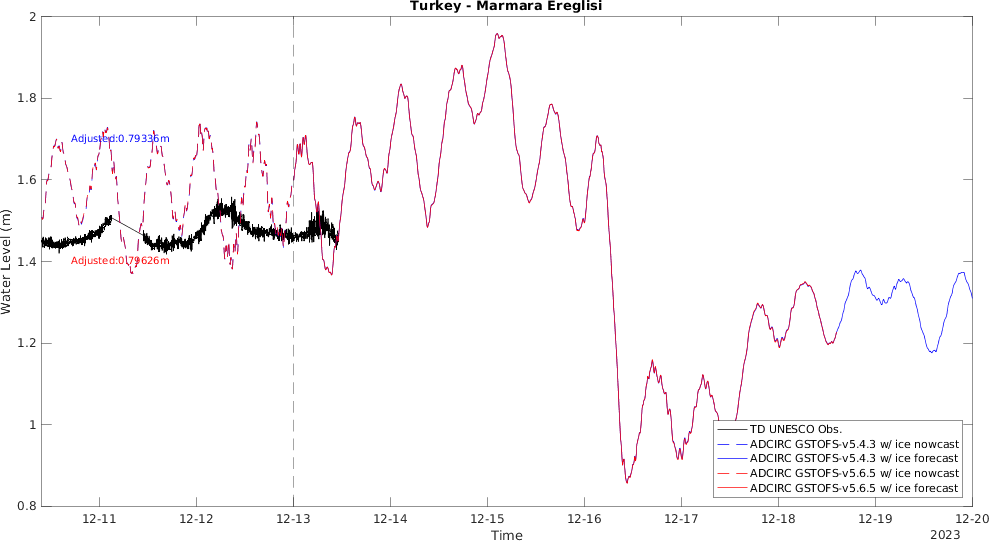 Turkey - Marmara Ereglisi
2
1.8
1.6
1.4
1.2
1
0.8
Water Level (m)
Adjusted:0.79336m
Adjusted:0.79626m
12-11
12-12
12-13
12-14
12-15
12-16
12-17
12-18
12-19
12-20
Time
2023
TD UNESCO Obs.
ADCIRC GSTOFS-v5.4.3 w/ ice nowcast
ADCIRC GSTOFS-v5.4.3 w/ ice forecast
ADCIRC GSTOFS-v5.6.5 w/ ice nowcast
ADCIRC GSTOFS-v5.6.5 w/ ice forecast